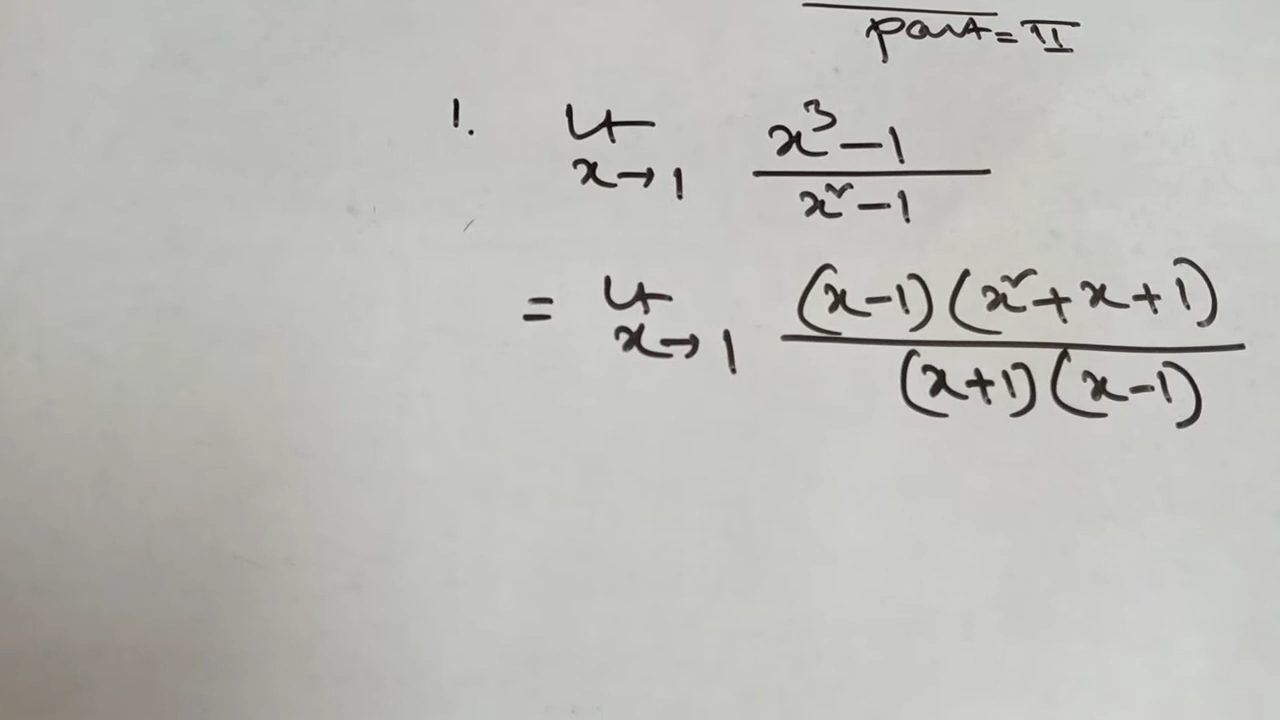 part = II
1. Lt x→1 x³-1 / x²-1
= Lt x→1 (x-1)(x²+x+1) / (x+1)(x-1)